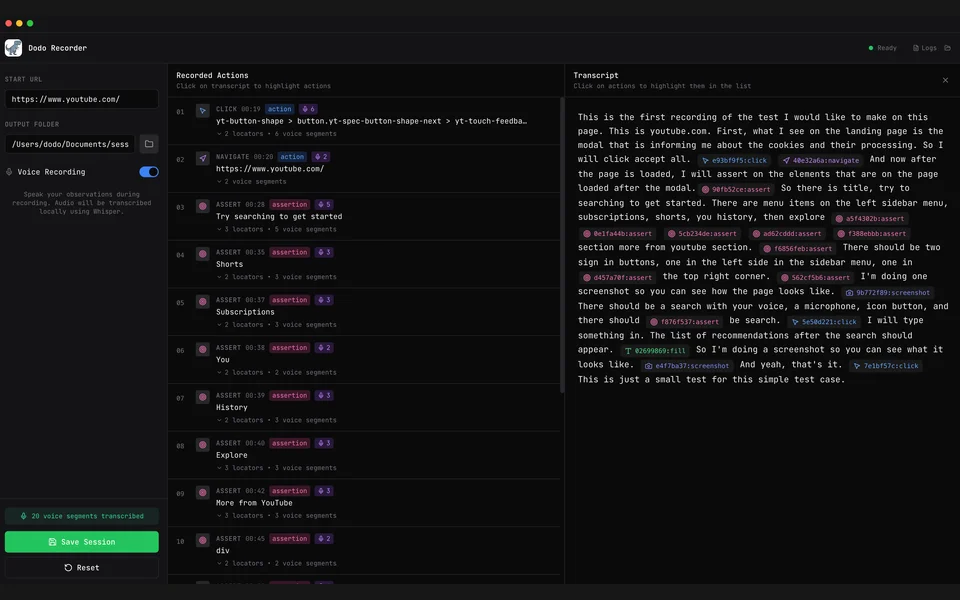 Dodo Recorder
Ready
Logs
START URL
https://www.youtube.com/
OUTPUT FOLDER
/Users/dodo/Documents/sess
Voice Recording
Speak your observations during
recording. Audio will be transcribed
locally using Whisper.
20 voice segments transcribed
Save Session
Reset
Recorded Actions
Click on transcript to highlight actions
01 CLICK 00:19 action 6
yt-button-shape > button.yt-spec-button-shape-next > yt-touch-feedba…
2 locators • 6 voice segments
02 NAVIGATE 00:20 action 2
https://www.youtube.com/
2 voice segments
03 ASSERT 00:28 assertion 5
Try searching to get started
3 locators • 5 voice segments
04 ASSERT 00:35 assertion 3
Shorts
2 locators • 3 voice segments
05 ASSERT 00:37 assertion 3
Subscriptions
2 locators • 3 voice segments
06 ASSERT 00:38 assertion 2
You
2 locators • 2 voice segments
07 ASSERT 00:39 assertion 3
History
2 locators • 3 voice segments
08 ASSERT 00:40 assertion 3
Explore
3 locators • 3 voice segments
09 ASSERT 00:42 assertion 3
More from YouTube
3 locators • 3 voice segments
10 ASSERT 00:45 assertion 2
div
2 locators • 2 voice segments
Transcript
Click on actions to highlight them in the list
This is the first recording of the test I would like to make on this
page. This is youtube.com. First, what I see on the landing page is the
modal that is informing me about the cookies and their processing. So I
will click accept all. e93bf9f5:click 40e32a6a:navigate And now after
the page is loaded, I will assert on the elements that are on the page
loaded after the modal. 90fb52ce:assert So there is title, try to
searching to get started. There are menu items on the left sidebar menu,
subscriptions, shorts, you history, then explore a5f4302b:assert
0e1fa44b:assert 5cb234de:assert ad62cddd:assert f388ebbb:assert
section more from youtube section. f6856feb:assert There should be two
sign in buttons, one in the left side in the sidebar menu, one in
d457a70f:assert the top right corner. 562cf5b6:assert I'm doing one
screenshot so you can see how the page looks like. 9b772f89:screenshot
There should be a search with your voice, a microphone, icon button, and
there should f876f537:assert be search. 5e50d221:click I will type
something in. The list of recommendations after the search should
appear. 02699869:fill So I'm doing a screenshot so you can see what it
looks like. e4f7ba37:screenshot And yeah, that's it. 7e1bf57c:click
This is just a small test for this simple test case.